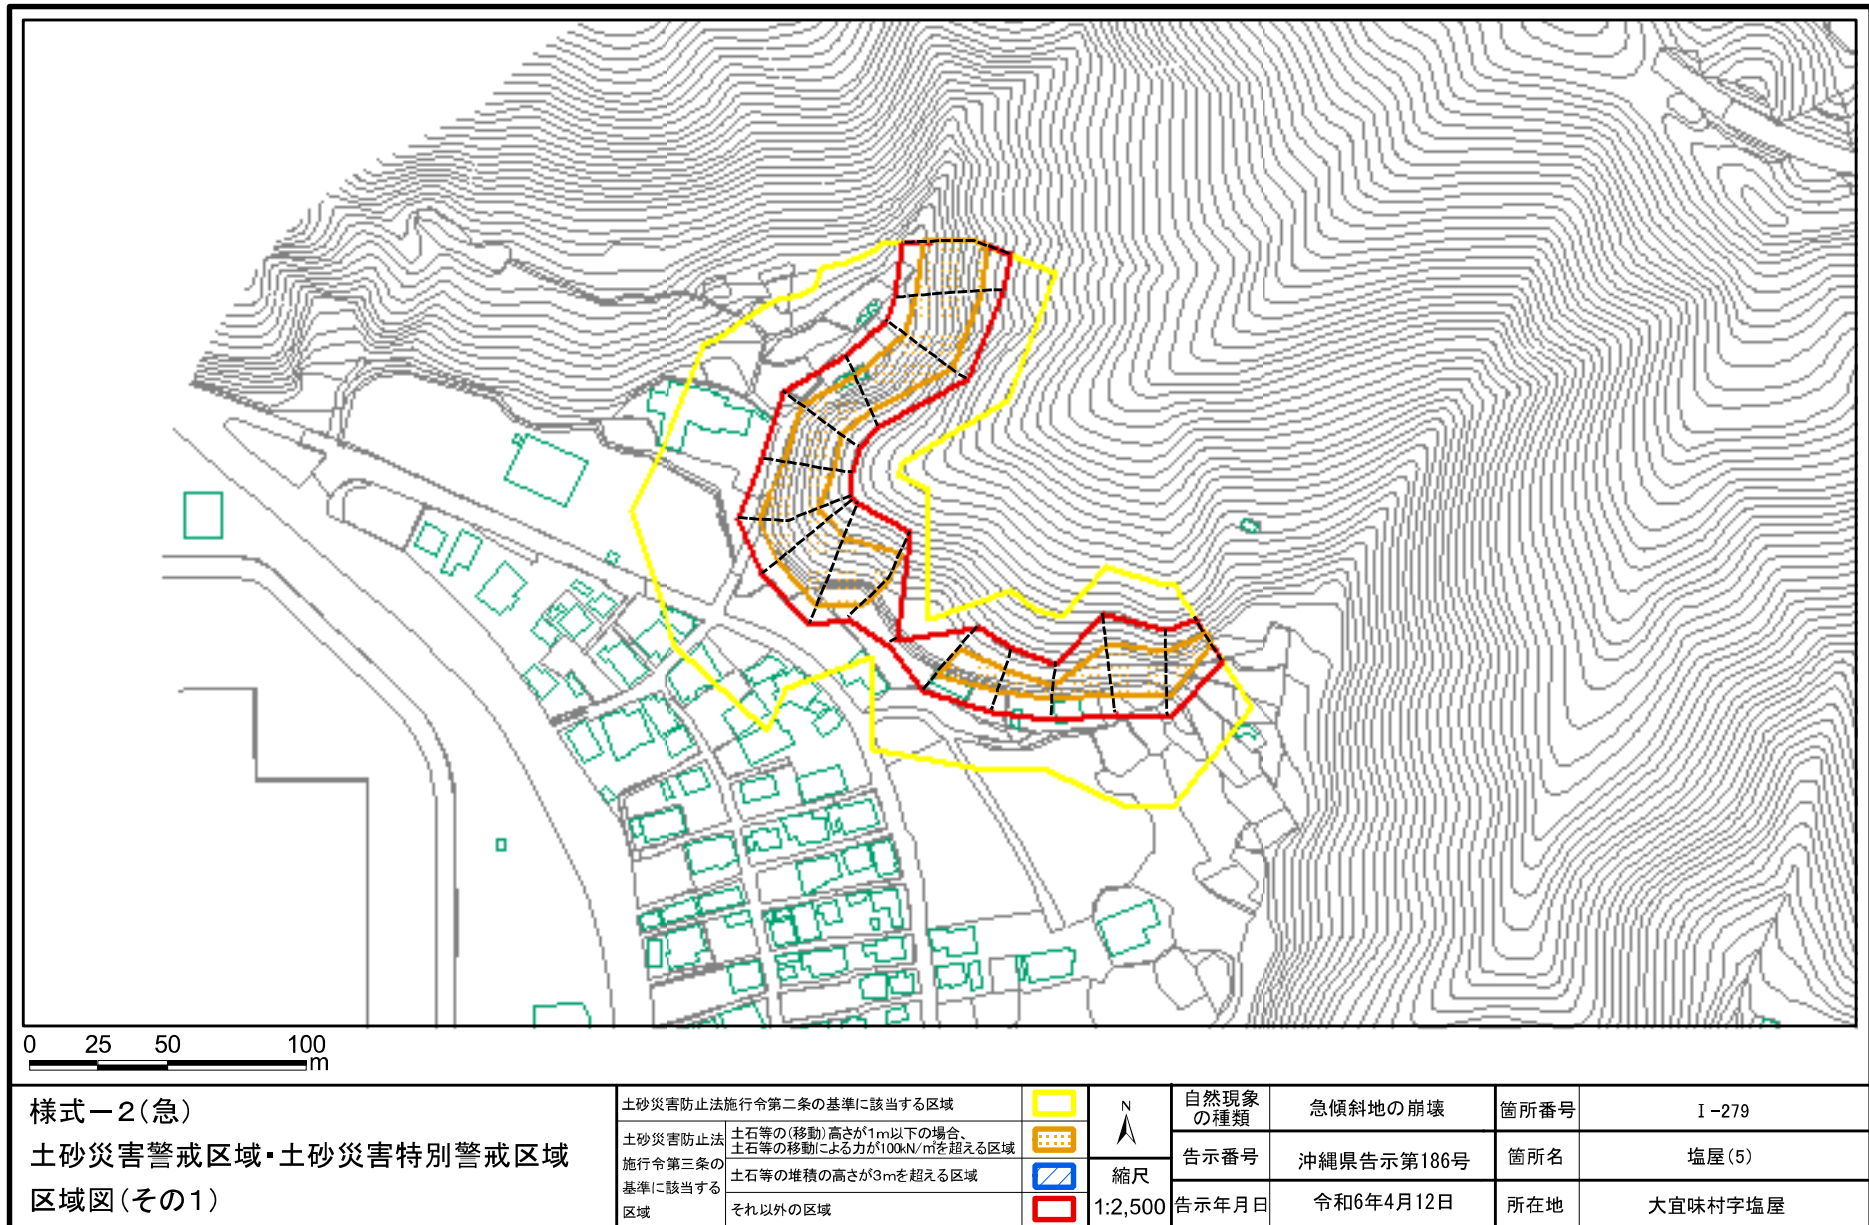 0 25 50 100
m
様式－2(急)
土砂災害警戒区域・土砂災害特別警戒区域
区域図(その1)
土砂災害防止法施行令第二条の基準に該当する区域
土砂災害防止法
施行令第三条の
基準に該当する
区域
土石等の(移動)高さが1m以下の場合、
土石等の移動による力が100kN/㎡を超える区域
土石等の堆積の高さが3mを超える区域
それ以外の区域
N
縮尺
1:2,500
自然現象
の種類
急傾斜地の崩壊
箇所番号
Ⅰ-279
告示番号
沖縄県告示第186号
箇所名
塩屋(5)
告示年月日
令和6年4月12日
所在地
大宜味村字塩屋